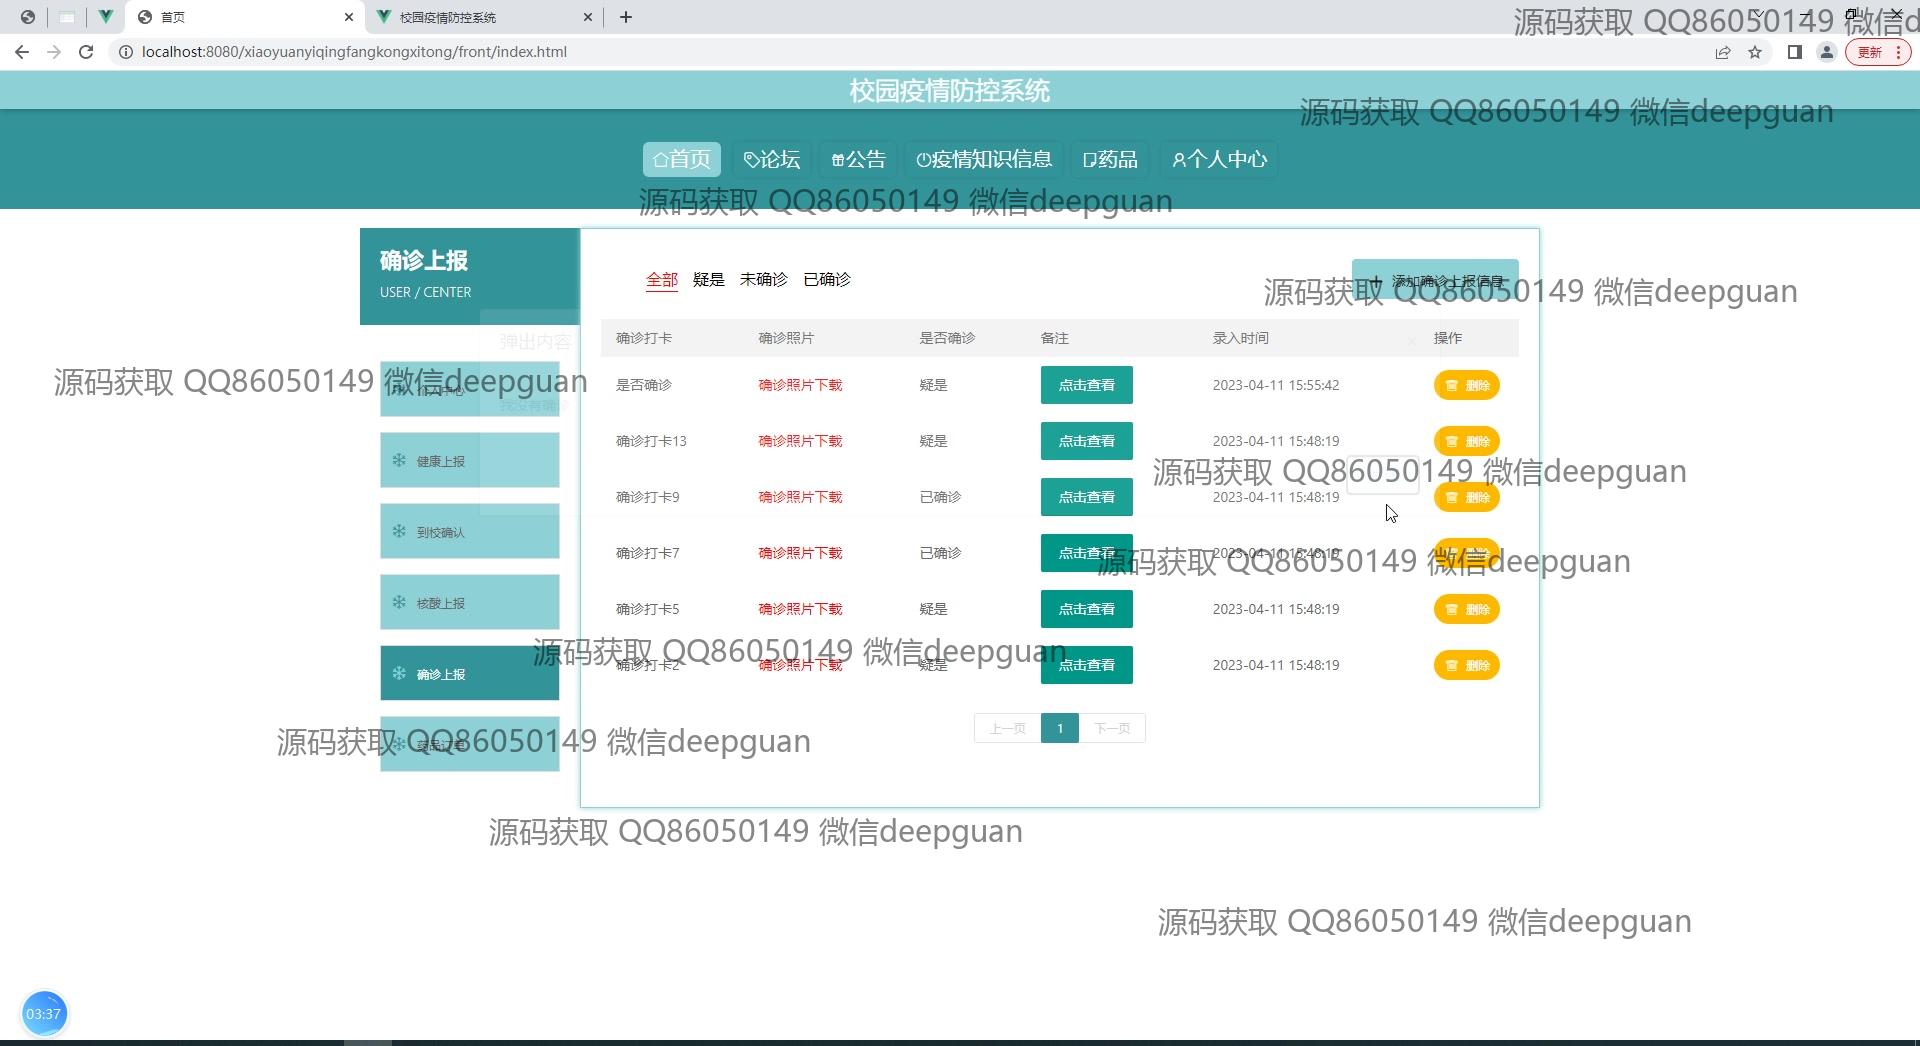 首页
校园疫情防控系统
源码获取 QQ86050149 微信d
localhost:8080/xiaoyuanyiqingfangkongxitong/front/index.html
更新
校园疫情防控系统
源码获取 QQ86050149 微信deepguan
首页
论坛
公告
疫情知识信息
药品
个人中心
源码获取 QQ86050149 微信deepguan
确诊上报
USER / CENTER
全部
疑是
未确诊
已确诊
添加确诊上报信息
源码获取 QQ86050149 微信deepguan
弹出内容
确诊打卡 确诊照片 是否确诊 备注 录入时间 操作
是否确诊 确诊照片下载 疑是 点击查看 2023-04-11 15:55:42 删除
源码获取 QQ86050149 微信deepguan
个人中心
确诊打卡13 确诊照片下载 疑是 点击查看 2023-04-11 15:48:19 删除
健康上报
源码获取 QQ86050149 微信deepguan
确诊打卡9 确诊照片下载 已确诊 点击查看 2023-04-11 15:48:19 删除
到校确认
确诊打卡7 确诊照片下载 已确诊 点击查看 2023-04-11 15:48:19 删除
源码获取 QQ86050149 微信deepguan
核酸上报
确诊打卡5 确诊照片下载 疑是 点击查看 2023-04-11 15:48:19 删除
源码获取 QQ86050149 微信deepguan
确诊打卡2 确诊照片下载 疑是 点击查看 2023-04-11 15:48:19 删除
确诊上报
上一页 1 下一页
源码获取 QQ86050149 微信deepguan
药品订单
源码获取 QQ86050149 微信deepguan
源码获取 QQ86050149 微信deepguan
03:37